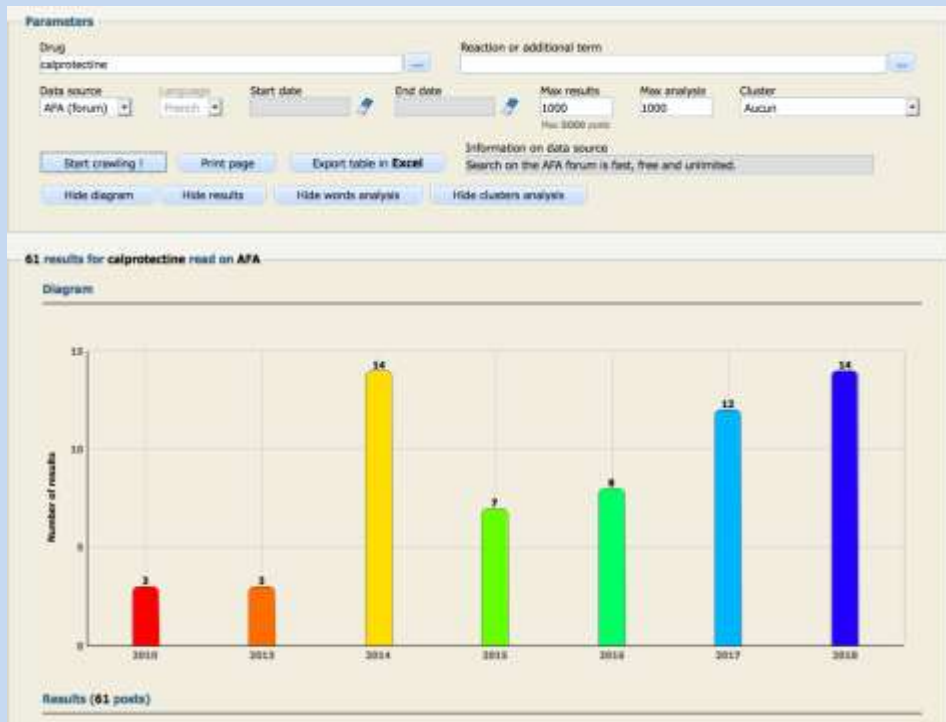 Parameters
Drug Reaction or additional term
calprotectine ... ...
Data source Language Start date End date Max results Max analysis Cluster
AFA (forum) French 1000 1000 Aucun
Max 5000 posts
Information on data source
Start crawling ! Print page Export table in Excel Search on the AFA forum is fast, free and unlimited.
Hide diagram Hide results Hide words analysis Hide clusters analysis
61 results for calprotectine read on AFA
Diagram
15
14 14
12
10
Number of results
8
7
5
3 3
0
2010 2013 2014 2015 2016 2017 2018
Results (61 posts)